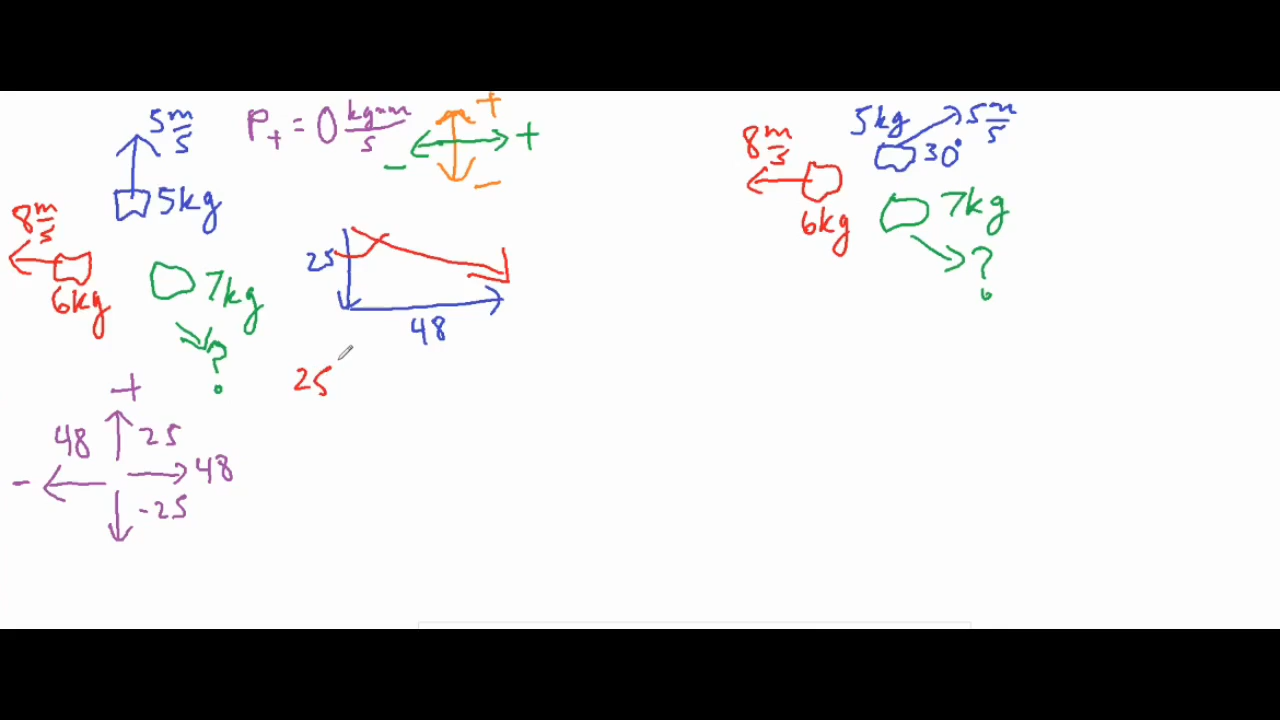 5 m/s
P+ = 0 kg·m/s
+
- +
-
5kg
8 m/s
6kg
7kg
?
25
48
25
+
48 25
- 48
-25
5kg 5 m/s
30°
8 m/s
6kg
7kg
?